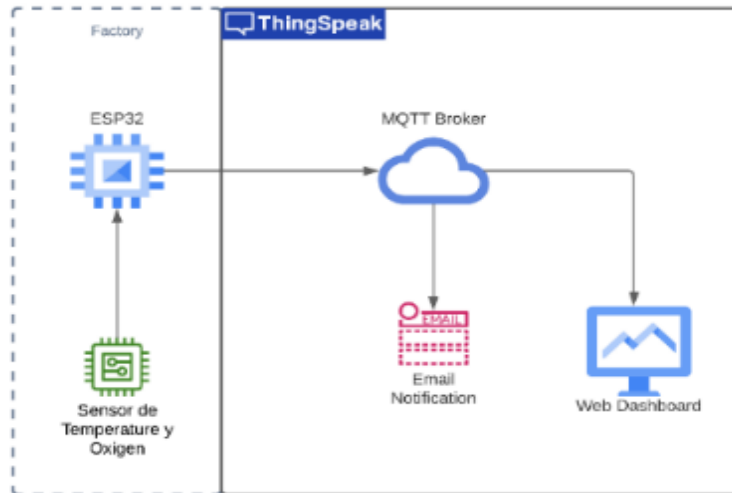 Factory
ThingSpeak
ESP32
MQTT Broker
EMAIL
Email
Notification
Web Dashboard
Sensor de
Temperature y
Oxigen